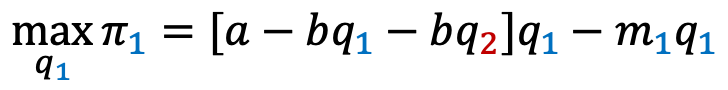 max π₁ = [a − bq₁ − bq₂]q₁ − m₁q₁
q₁